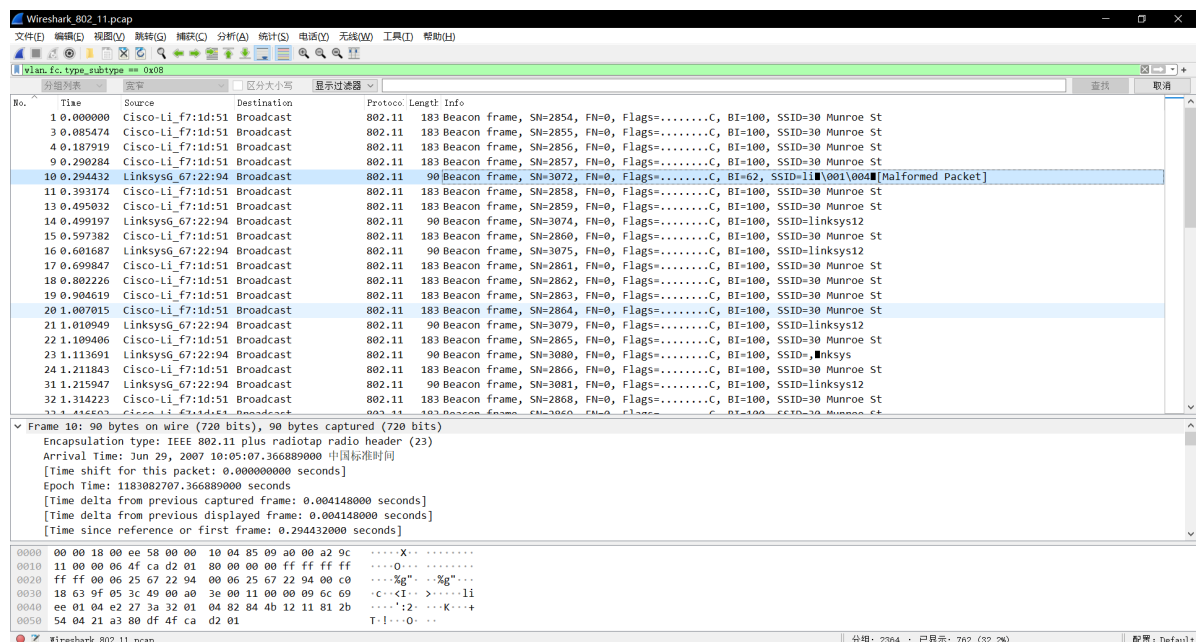 Wireshark_802_11.pcap
文件(F) 编辑(E) 视图(V) 跳转(G) 捕获(C) 分析(A) 统计(S) 电话(Y) 无线(W) 工具(T) 帮助(H)
wlan.fc.type_subtype == 0x08
分组列表 宽窄 区分大小写 显示过滤器 查找 取消
No. Time Source Destination Protocol Length Info
1 0.000000 Cisco-Li_f7:1d:51 Broadcast 802.11 183 Beacon frame, SN=2854, FN=0, Flags=........C, BI=100, SSID=30 Munroe St
3 0.085474 Cisco-Li_f7:1d:51 Broadcast 802.11 183 Beacon frame, SN=2855, FN=0, Flags=........C, BI=100, SSID=30 Munroe St
4 0.187919 Cisco-Li_f7:1d:51 Broadcast 802.11 183 Beacon frame, SN=2856, FN=0, Flags=........C, BI=100, SSID=30 Munroe St
9 0.290284 Cisco-Li_f7:1d:51 Broadcast 802.11 183 Beacon frame, SN=2857, FN=0, Flags=........C, BI=100, SSID=30 Munroe St
10 0.294432 LinksysG_67:22:94 Broadcast 802.11 90 Beacon frame, SN=3072, FN=0, Flags=........C, BI=62, SSID=li█\001\004█[Malformed Packet]
11 0.393174 Cisco-Li_f7:1d:51 Broadcast 802.11 183 Beacon frame, SN=2858, FN=0, Flags=........C, BI=100, SSID=30 Munroe St
13 0.495032 Cisco-Li_f7:1d:51 Broadcast 802.11 183 Beacon frame, SN=2859, FN=0, Flags=........C, BI=100, SSID=30 Munroe St
14 0.499197 LinksysG_67:22:94 Broadcast 802.11 90 Beacon frame, SN=3074, FN=0, Flags=........C, BI=100, SSID=linksys12
15 0.597382 Cisco-Li_f7:1d:51 Broadcast 802.11 183 Beacon frame, SN=2860, FN=0, Flags=........C, BI=100, SSID=30 Munroe St
16 0.601687 LinksysG_67:22:94 Broadcast 802.11 90 Beacon frame, SN=3075, FN=0, Flags=........C, BI=100, SSID=linksys12
17 0.699847 Cisco-Li_f7:1d:51 Broadcast 802.11 183 Beacon frame, SN=2861, FN=0, Flags=........C, BI=100, SSID=30 Munroe St
18 0.802226 Cisco-Li_f7:1d:51 Broadcast 802.11 183 Beacon frame, SN=2862, FN=0, Flags=........C, BI=100, SSID=30 Munroe St
19 0.904619 Cisco-Li_f7:1d:51 Broadcast 802.11 183 Beacon frame, SN=2863, FN=0, Flags=........C, BI=100, SSID=30 Munroe St
20 1.007015 Cisco-Li_f7:1d:51 Broadcast 802.11 183 Beacon frame, SN=2864, FN=0, Flags=........C, BI=100, SSID=30 Munroe St
21 1.010949 LinksysG_67:22:94 Broadcast 802.11 90 Beacon frame, SN=3079, FN=0, Flags=........C, BI=100, SSID=linksys12
22 1.109406 Cisco-Li_f7:1d:51 Broadcast 802.11 183 Beacon frame, SN=2865, FN=0, Flags=........C, BI=100, SSID=30 Munroe St
23 1.113691 LinksysG_67:22:94 Broadcast 802.11 90 Beacon frame, SN=3080, FN=0, Flags=........C, BI=100, SSID=,█nksys
24 1.211843 Cisco-Li_f7:1d:51 Broadcast 802.11 183 Beacon frame, SN=2866, FN=0, Flags=........C, BI=100, SSID=30 Munroe St
31 1.215947 LinksysG_67:22:94 Broadcast 802.11 90 Beacon frame, SN=3081, FN=0, Flags=........C, BI=100, SSID=linksys12
32 1.314223 Cisco-Li_f7:1d:51 Broadcast 802.11 183 Beacon frame, SN=2868, FN=0, Flags=........C, BI=100, SSID=30 Munroe St
Frame 10: 90 bytes on wire (720 bits), 90 bytes captured (720 bits)
Encapsulation type: IEEE 802.11 plus radiotap radio header (23)
Arrival Time: Jun 29, 2007 10:05:07.366889000 中国标准时间
[Time shift for this packet: 0.000000000 seconds]
Epoch Time: 1183082707.366889000 seconds
[Time delta from previous captured frame: 0.004148000 seconds]
[Time delta from previous displayed frame: 0.004148000 seconds]
[Time since reference or first frame: 0.294432000 seconds]
0000 00 00 18 00 ee 58 00 00 10 04 85 09 a0 00 a2 9c ·····X·· ········
0010 11 00 00 06 4f ca d2 01 80 00 00 00 ff ff ff ff ····O··· ········
0020 ff ff 00 06 25 67 22 94 00 06 25 67 22 94 00 c0 ····%g"· ··%g"···
0030 18 63 9f 05 3c 49 00 a0 3e 00 11 00 00 09 6c 69 ·c··<I·· >·····li
0040 ee 01 04 e2 27 3a 32 01 04 82 84 4b 12 11 81 2b ····':2· ···K···+
0050 54 04 21 a3 80 df 4f ca d2 01 T·!···O· ··
Wireshark_802_11.pcap 分组: 2364 · 已显示: 762 (32.2%) 配置: Default